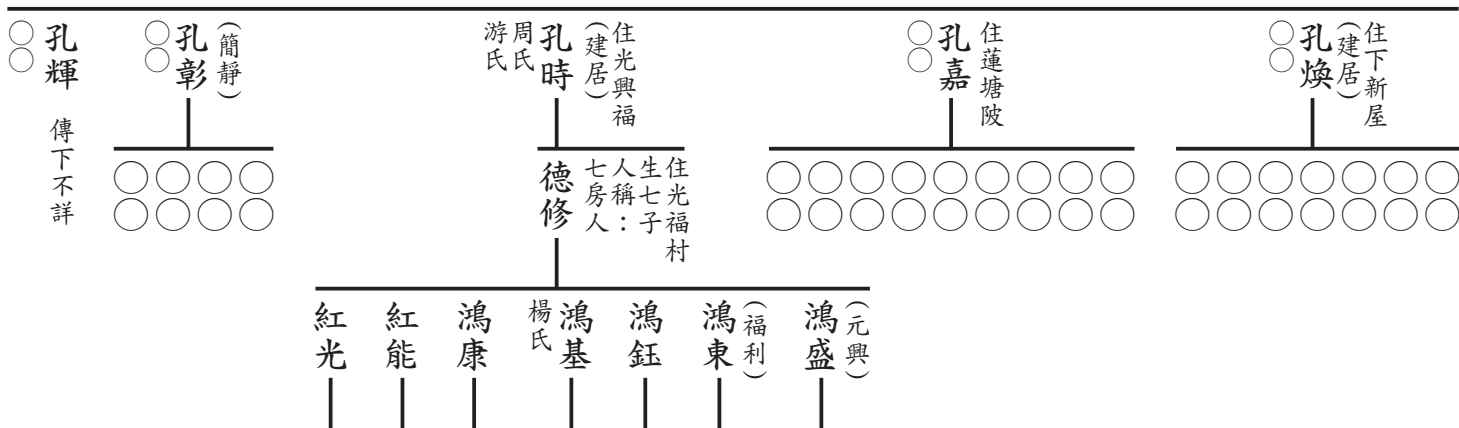 住下新屋
(建居)
孔煥
住蓮塘陂
孔嘉
住光興福
(建居)
孔時
周氏
游氏
(簡靜)
孔彰
孔輝
傳下不詳
住光福村
生七子
人稱：
七房人
德修
(元興)
鴻盛
(福利)
鴻東
鴻鈺
鴻基
楊氏
鴻康
紅能
紅光